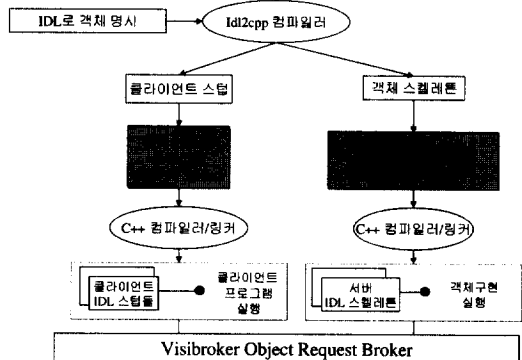 IDL로 객체 명시
Idl2cpp 컴파일러
클라이언트 스텁
객체 스켈레톤
C++ 컴파일러/링커
C++ 컴파일러/링커
클라이언트
IDL 스텁들
클라이언트
프로그램
실행
서버
IDL 스켈레톤
객체구현
실행
Visibroker Object Request Broker